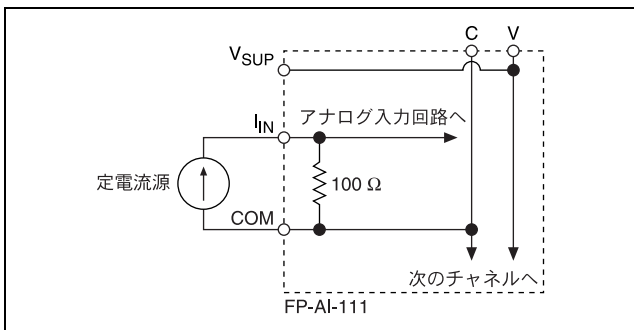 C V
VSUP
IIN
アナログ入力回路へ
定電流源
100 Ω
COM
次のチャネルへ
FP-AI-111